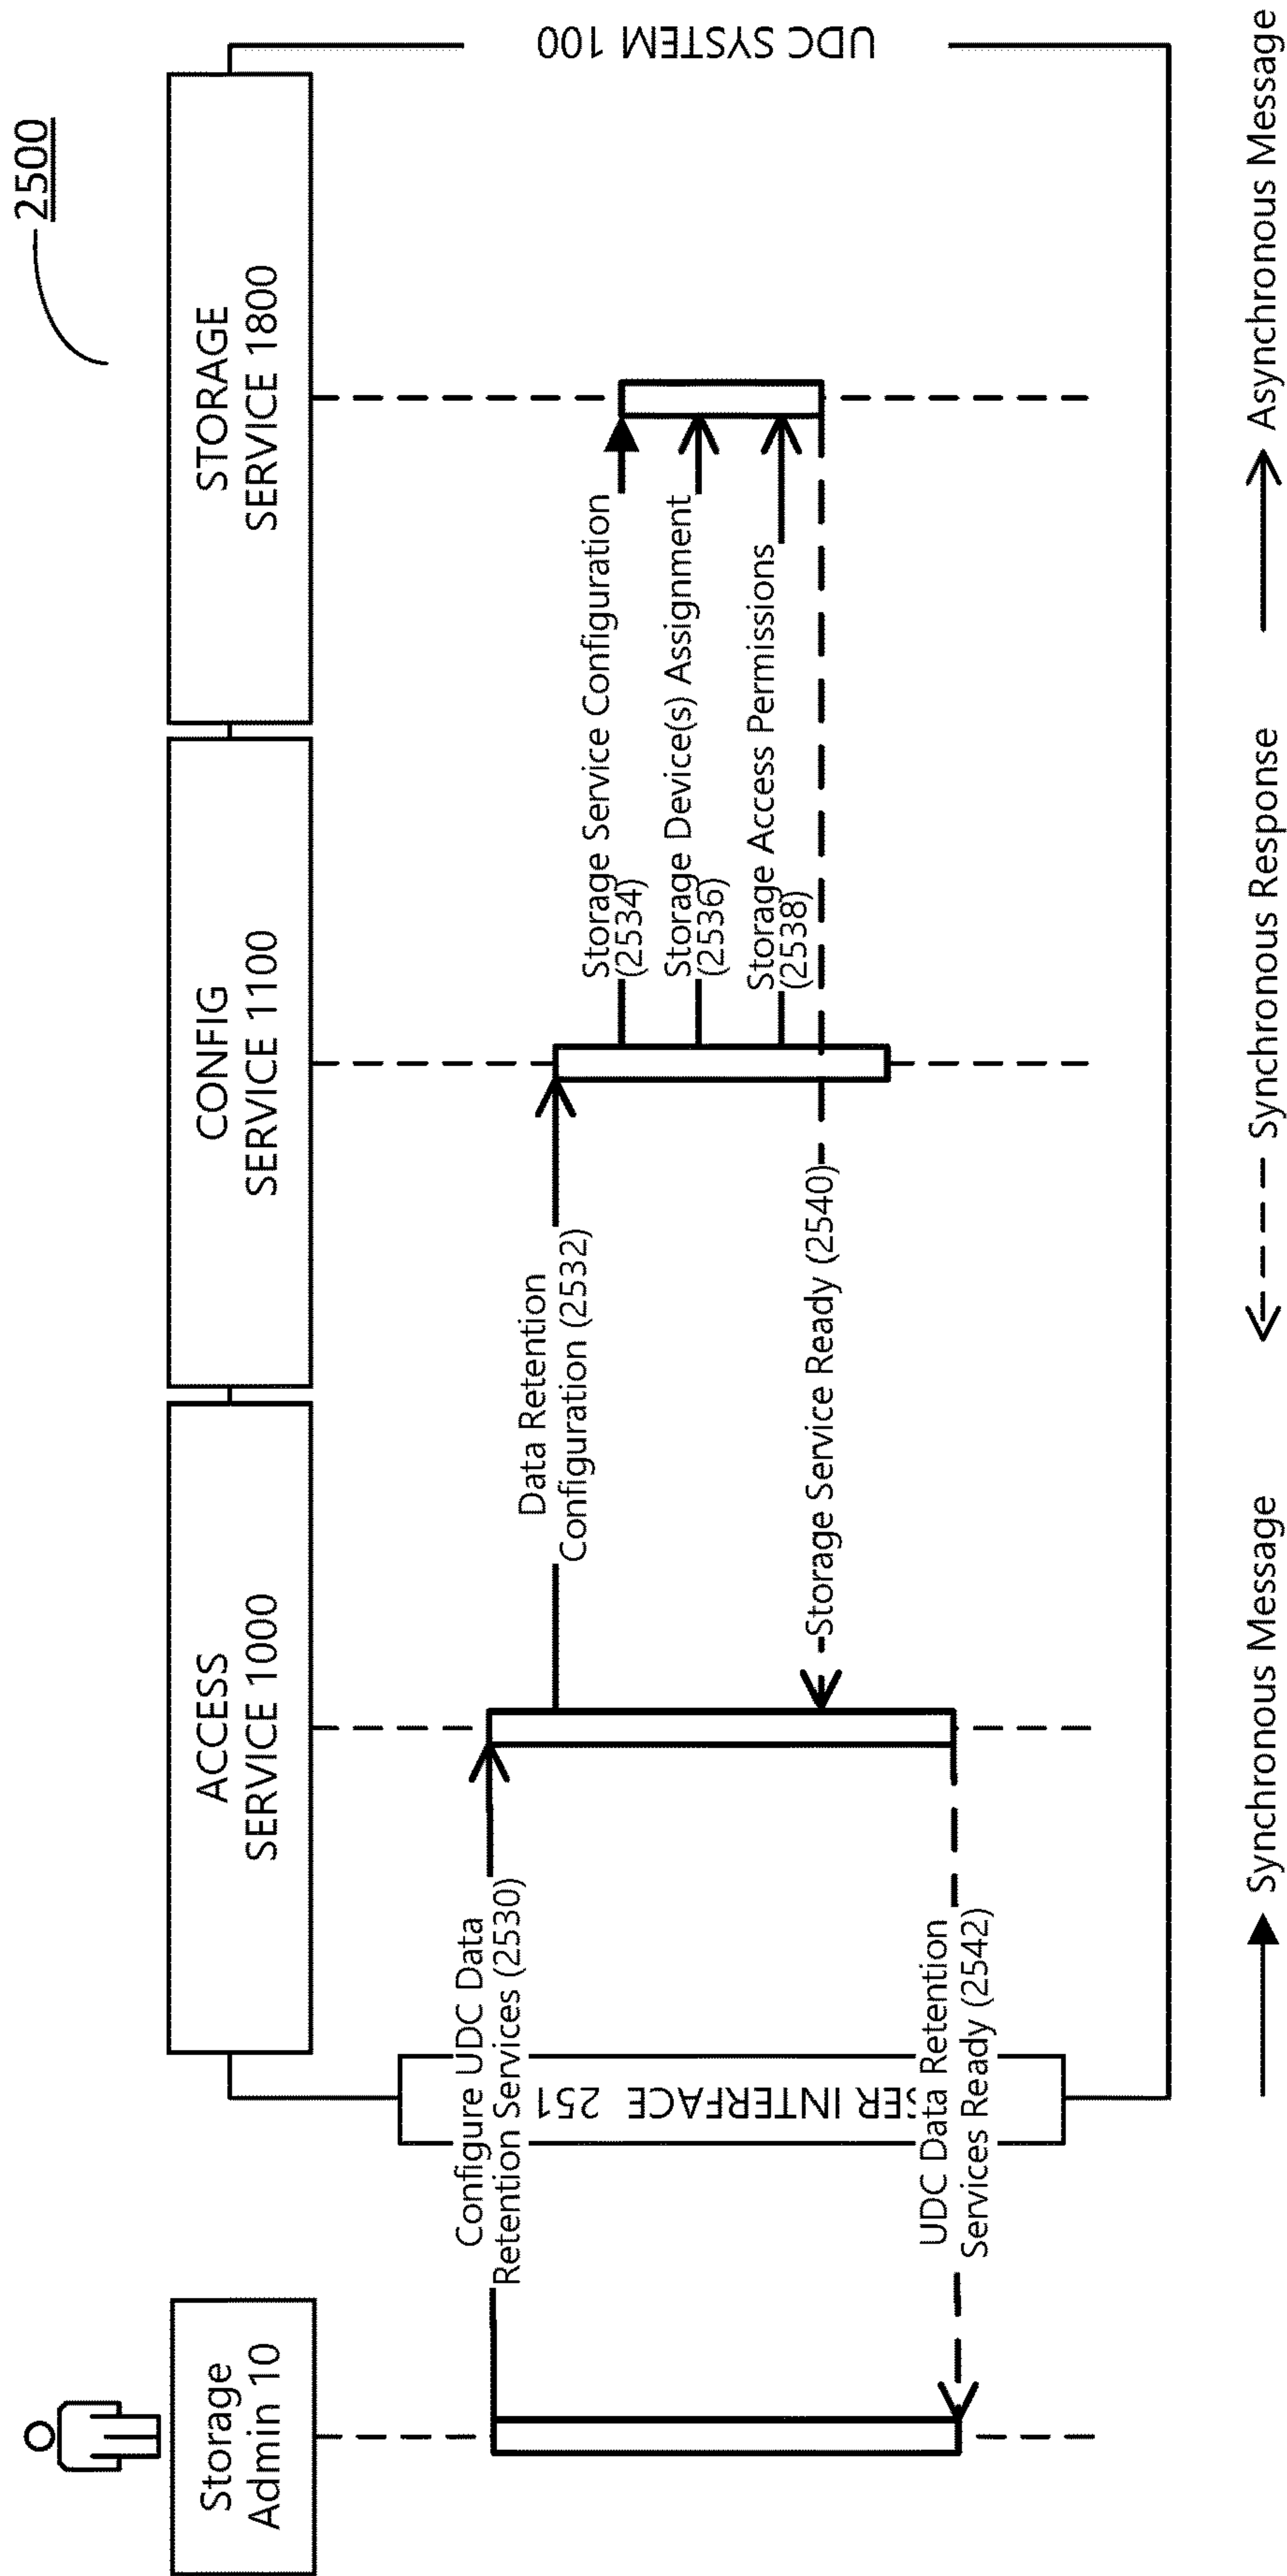 2500
Storage
Admin 10
ACCESS
SERVICE 1000
CONFIG
SERVICE 1100
STORAGE
SERVICE 1800
UDC SYSTEM 100
SER INTERFACE 251
Configure UDC Data
Retention Services (2530)
Data Retention
Configuration (2532)
Storage Service Configuration
(2534)
Storage Device(s) Assignment
(2536)
Storage Access Permissions
(2538)
Storage Service Ready (2540)
UDC Data Retention
Services Ready (2542)
Synchronous Message
Synchronous Response
Asynchronous Message